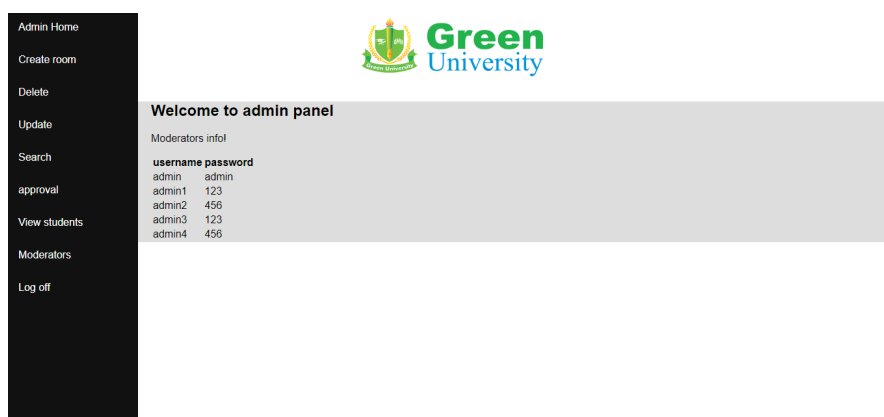 Admin Home
Create room
Delete
Update
Search
approval
View students
Moderators
Log off
Green
University
Green University
Welcome to admin panel
Moderators info!
username password
admin admin
admin1 123
admin2 456
admin3 123
admin4 456